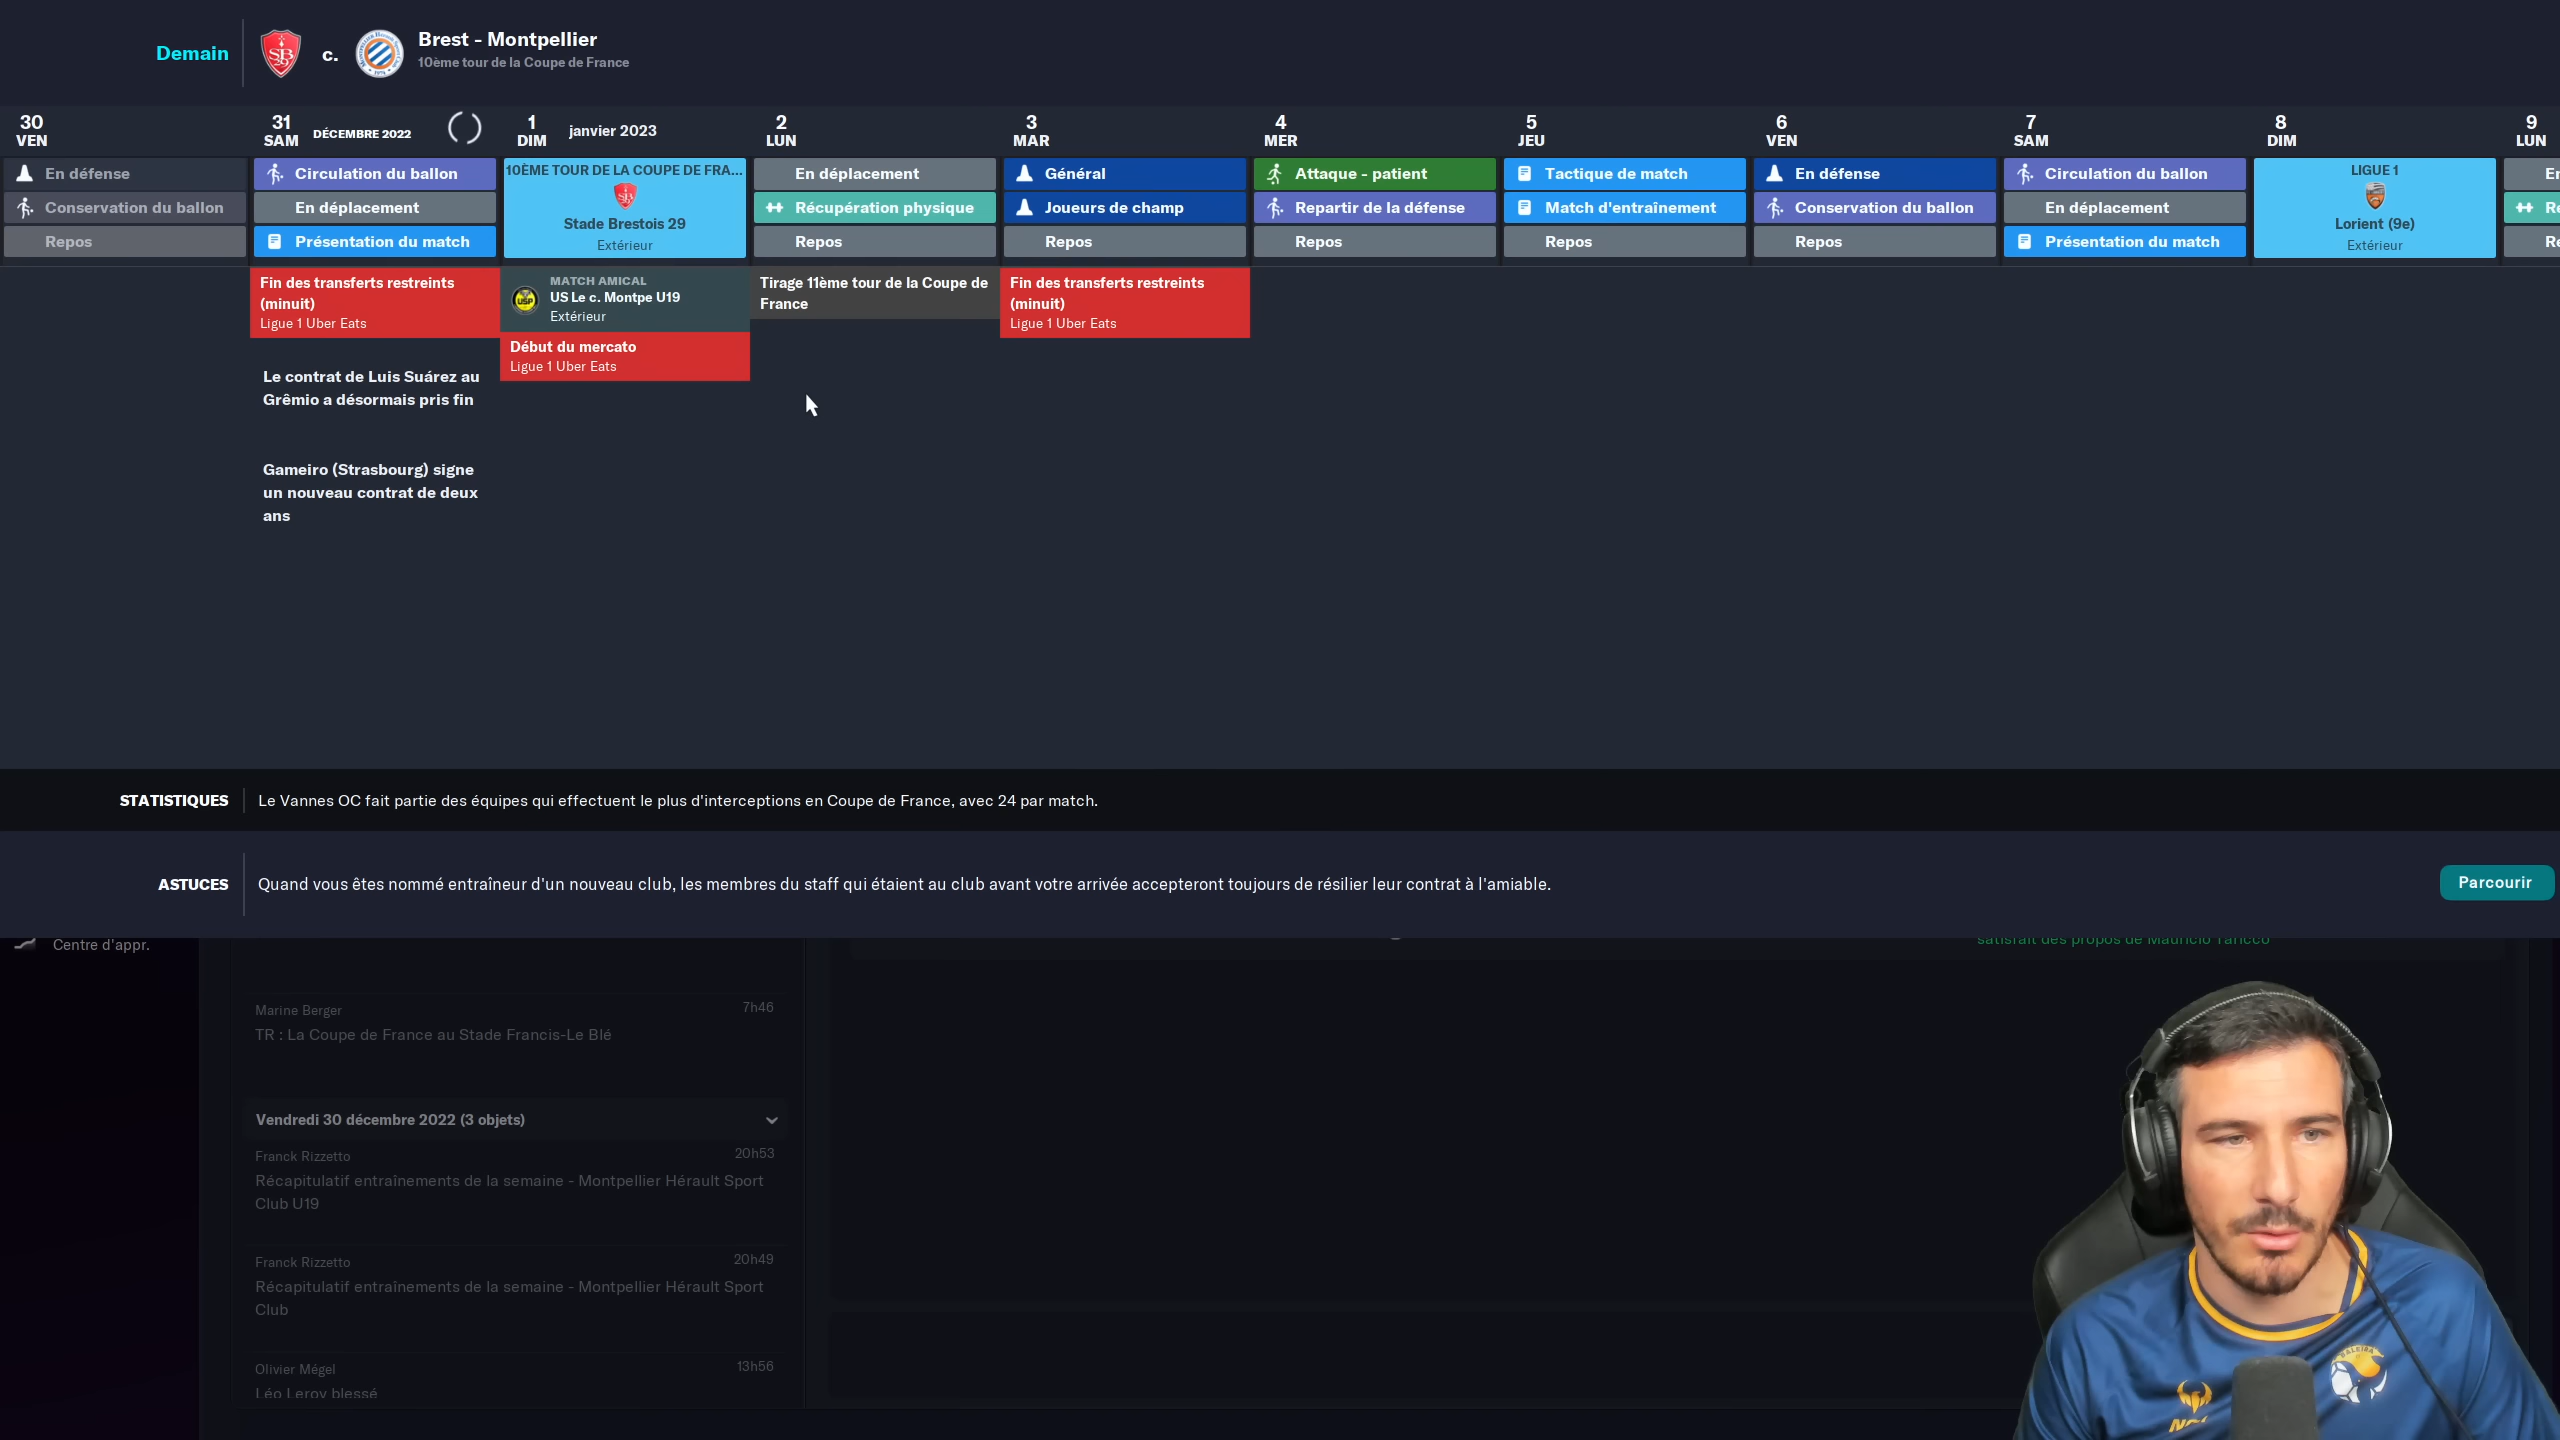 Demain
c.
Brest - Montpellier
10ème tour de la Coupe de France
30
VEN
31
SAM
DÉCEMBRE 2022
1
DIM
janvier 2023
2
LUN
3
MAR
4
MER
5
JEU
6
VEN
7
SAM
8
DIM
9
LUN
En défense
Conservation du ballon
Repos
Circulation du ballon
En déplacement
Présentation du match
10ÈME TOUR DE LA COUPE DE FRA...
Stade Brestois 29
Extérieur
En déplacement
Récupération physique
Repos
Général
Joueurs de champ
Repos
Attaque - patient
Repartir de la défense
Repos
Tactique de match
Match d'entraînement
Repos
En défense
Conservation du ballon
Repos
Circulation du ballon
En déplacement
Présentation du match
LIGUE 1
Lorient (9e)
Extérieur
Fin des transferts restreints
(minuit)
Ligue 1 Uber Eats
Le contrat de Luis Suárez au
Grêmio a désormais pris fin
Gameiro (Strasbourg) signe
un nouveau contrat de deux
ans
MATCH AMICAL
US Le c. Montpe U19
Extérieur
Début du mercato
Ligue 1 Uber Eats
Tirage 11ème tour de la Coupe de
France
Fin des transferts restreints
(minuit)
Ligue 1 Uber Eats
STATISTIQUES
Le Vannes OC fait partie des équipes qui effectuent le plus d'interceptions en Coupe de France, avec 24 par match.
ASTUCES
Quand vous êtes nommé entraîneur d'un nouveau club, les membres du staff qui étaient au club avant votre arrivée accepteront toujours de résilier leur contrat à l'amiable.
Parcourir
Centre d'appr.
satisfait des propos de Mauricio Taricco
Marine Berger
7h46
TR : La Coupe de France au Stade Francis-Le Blé
Vendredi 30 décembre 2022 (3 objets)
Franck Rizzetto
20h53
Récapitulatif entraînements de la semaine - Montpellier Hérault Sport
Club U19
Franck Rizzetto
20h49
Récapitulatif entraînements de la semaine - Montpellier Hérault Sport
Club
Olivier Mégel
13h56
Léo Leroy blessé